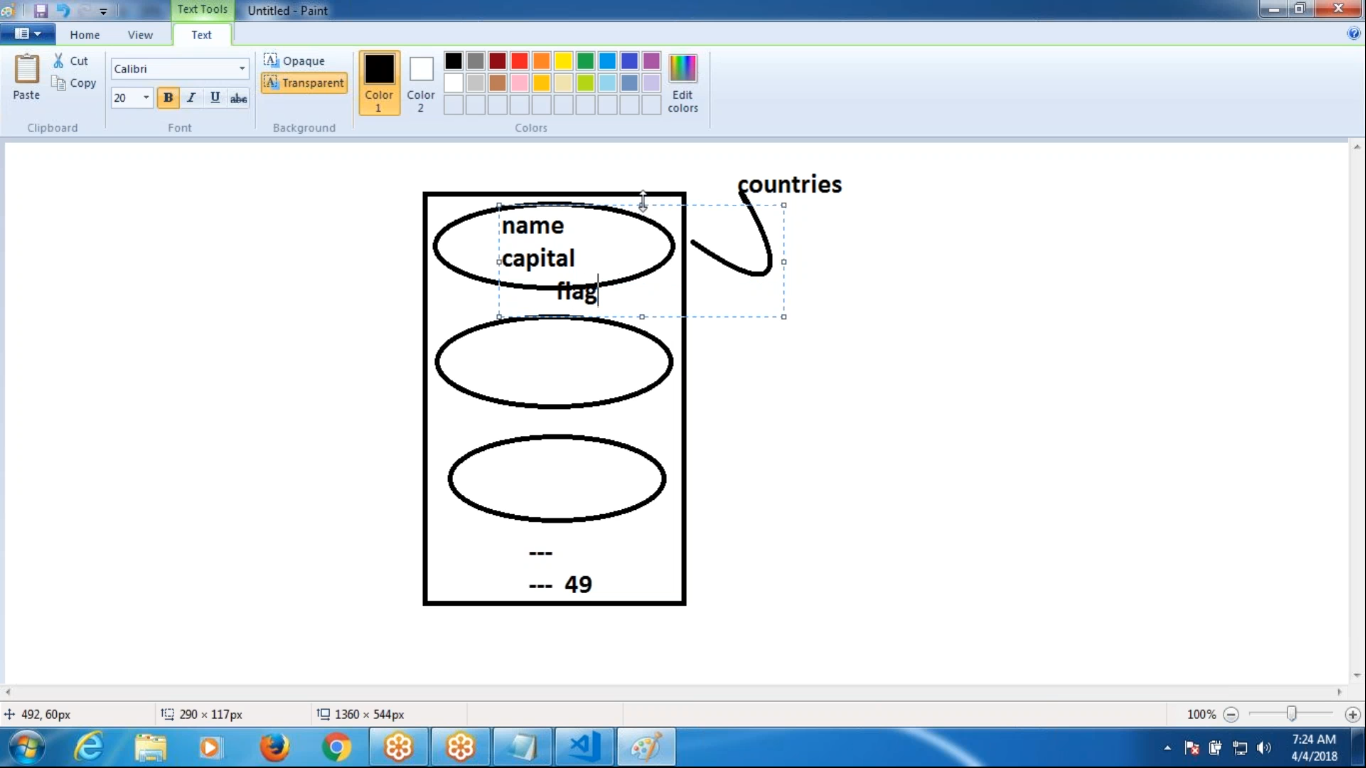 Text Tools
Untitled - Paint
Home
View
Text
Paste
Cut
Copy
Clipboard
Calibri
20
B I U abc
Font
Opaque
Transparent
Background
Color 1
Color 2
Edit colors
Colors
countries
name
capital
flag
---
--- 49
492, 60px
290 × 117px
1360 × 544px
100%
7:24 AM
4/4/2018